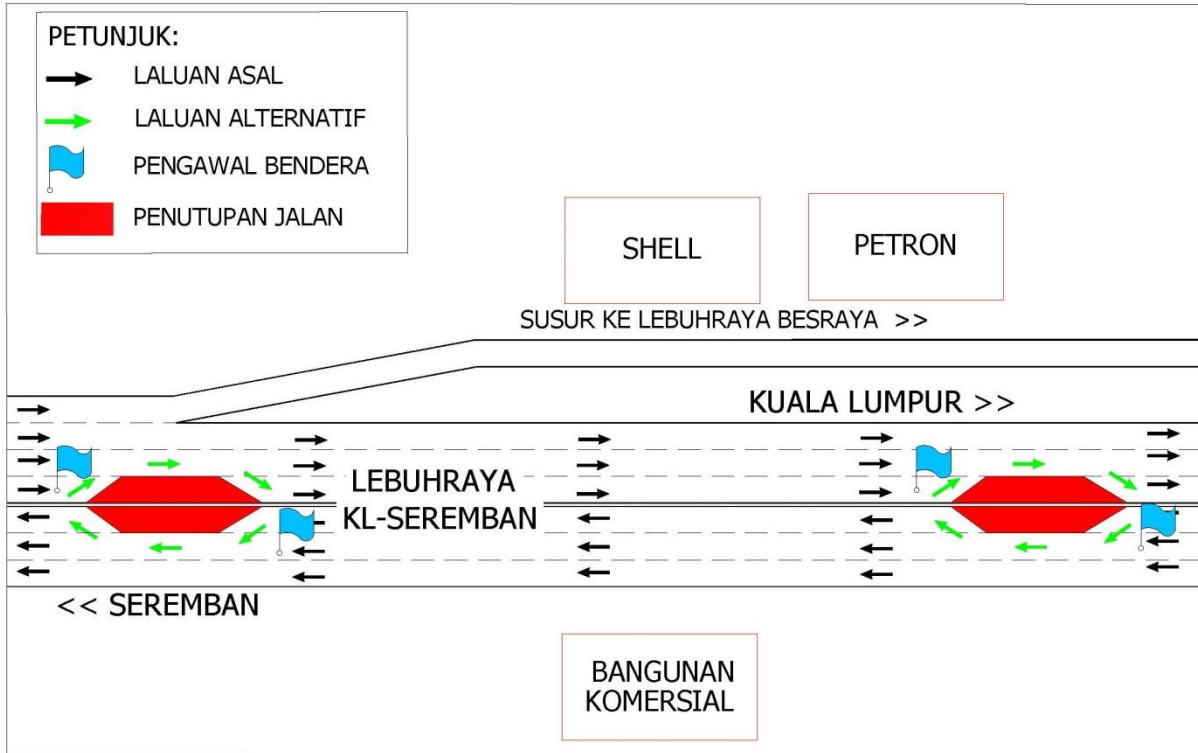 PETUNJUK:
LALUAN ASAL
LALUAN ALTERNATIF
PENGAWAL BENDERA
PENUTUPAN JALAN
SHELL
PETRON
SUSUR KE LEBUHRAYA BESRAYA >>
KUALA LUMPUR >>
LEBUHRAYA
KL-SEREMBAN
<< SEREMBAN
BANGUNAN
KOMERSIAL